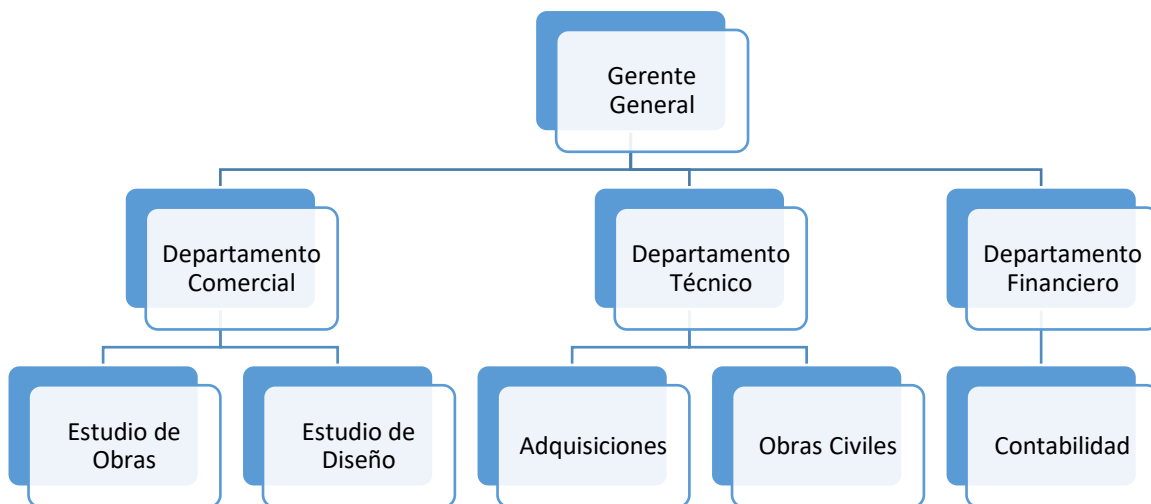 Gerente
General
Departamento
Comercial
Departamento
Técnico
Departamento
Financiero
Estudio de
Obras
Estudio de
Diseño
Adquisiciones
Obras Civiles
Contabilidad